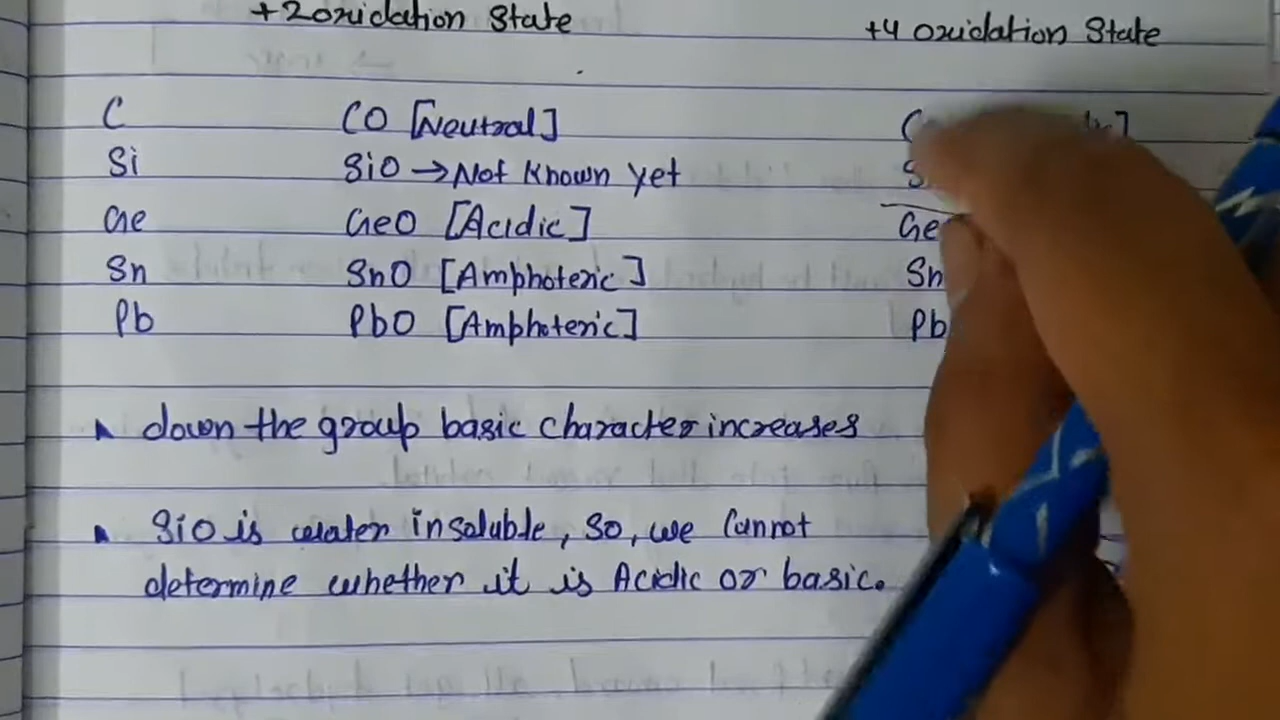 +2 oxidation State +4 Oxidation State
C CO [Neutral]
Si SiO → Not Known yet
Ge GeO [Acidic] Ge
Sn SnO [Amphoteric] Sn
Pb PbO [Amphoteric] Pb
down the group basic character increases
SiO is water insoluble, So, we Cannot
determine whether it is Acidic or basic.